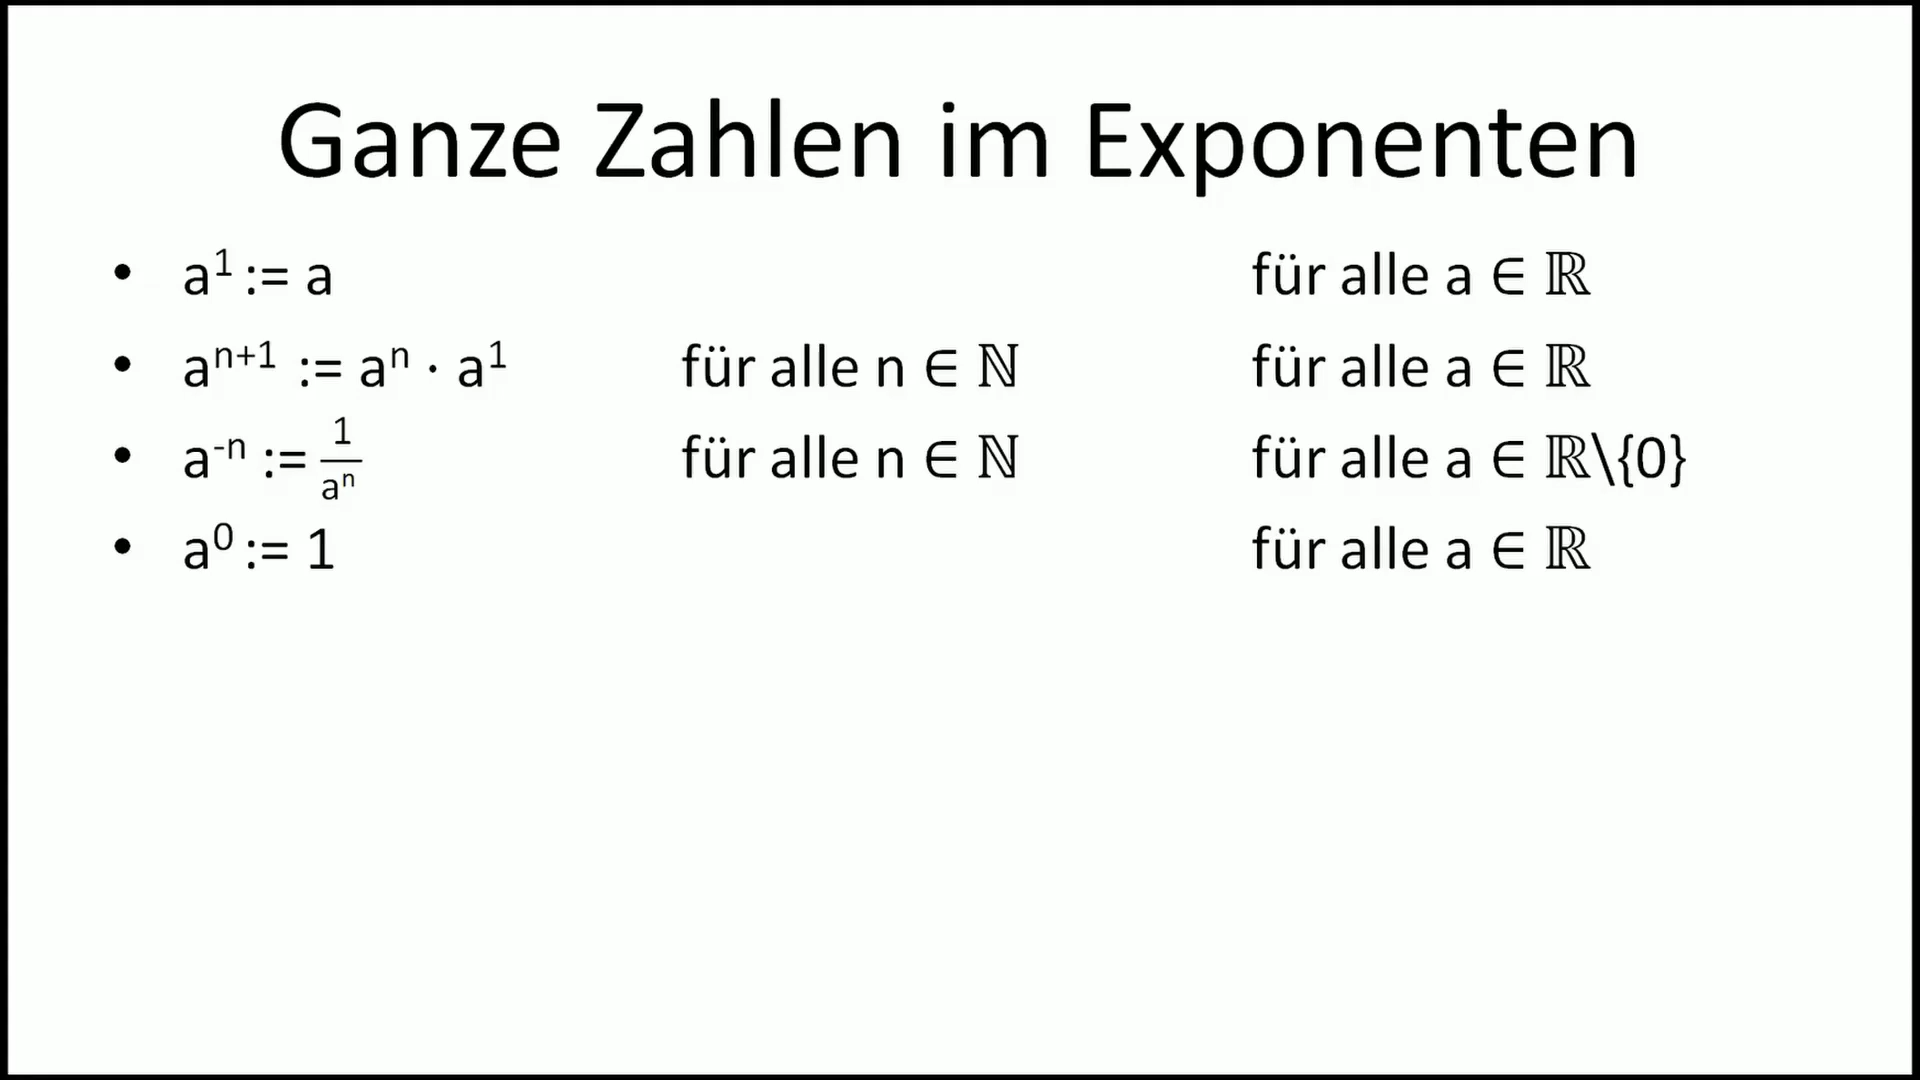 Ganze Zahlen im Exponenten
• a¹ := a für alle a ∈ ℝ
• aⁿ⁺¹ := aⁿ · a¹ für alle n ∈ ℕ für alle a ∈ ℝ
• a⁻ⁿ := 1/aⁿ für alle n ∈ ℕ für alle a ∈ ℝ\{0}
• a⁰ := 1 für alle a ∈ ℝ